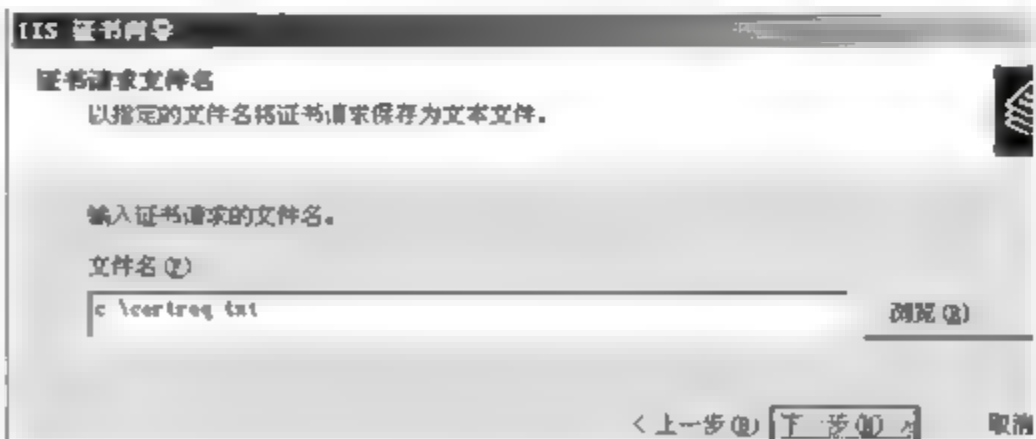 IIS 证书向导
证书请求文件名
以指定的文件名将证书请求保存为文本文件。
输入证书请求的文件名。
文件名(F)
c \certreq txt
浏览(R)
<上一步(B) 下一步(N) > 取消